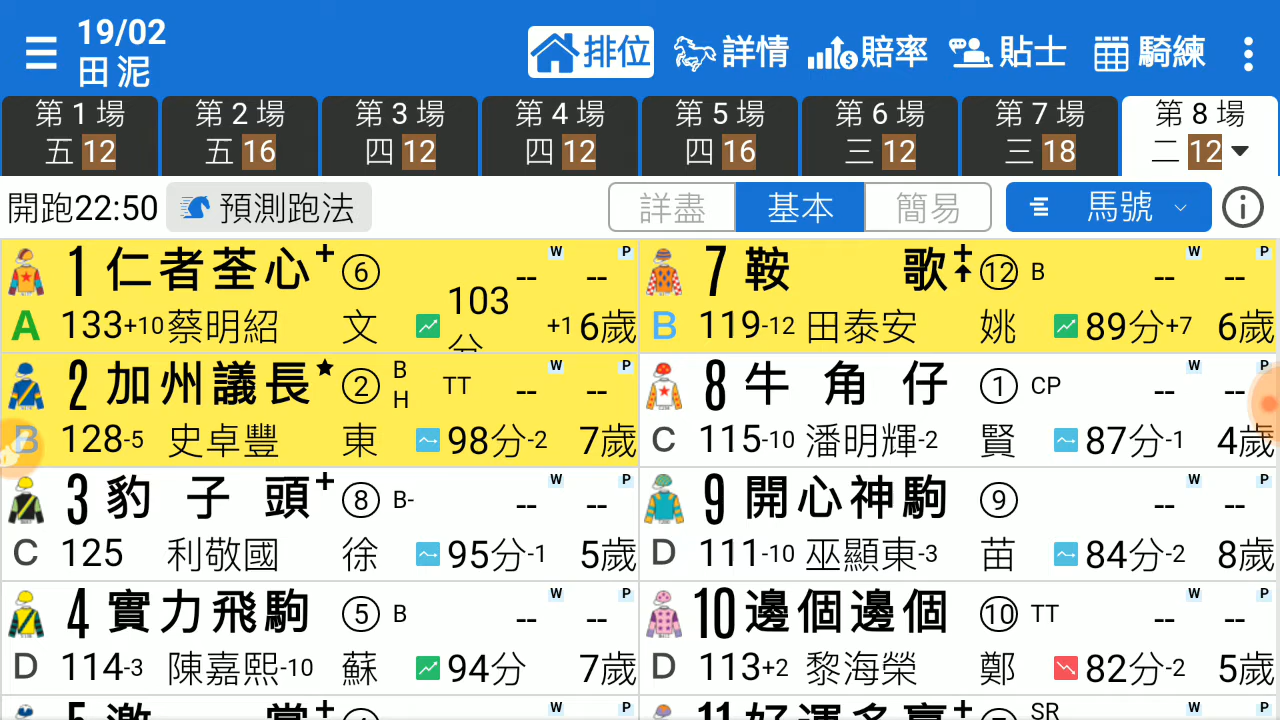 19/02
田 泥
排位
詳情
賠率
貼士
騎練
第 1 場
五 12
第 2 場
五 16
第 3 場
四 12
第 4 場
四 12
第 5 場
四 16
第 6 場
三 12
第 7 場
三 18
第 8 場
二 12
開跑22:50
預測跑法
詳盡
基本
簡易
馬號
1 仁者荃心+ 6 W -- P --
A 133+10 蔡明紹 文 103分 +1 6歲
2 加州議長★ 2 B H TT W -- P --
B 128-5 史卓豐 東 98分-2 7歲
3 豹子頭+ 8 B- W -- P --
C 125 利敬國 徐 95分-1 5歲
4 實力飛駒 5 B W -- P --
D 114-3 陳嘉熙-10 蘇 94分 7歲
W P
7 鞍歌+ 12 B W -- P --
B 119-12 田泰安 姚 89分+7 6歲
8 牛角仔 1 CP W -- P --
C 115-10 潘明輝-2 賢 87分-1 4歲
9 開心神駒 9 W -- P --
D 111-10 巫顯東-3 苗 84分-2 8歲
10 邊個邊個 10 TT W -- P --
D 113+2 黎海榮 鄭 82分-2 5歲
11 好運多 + SR W P